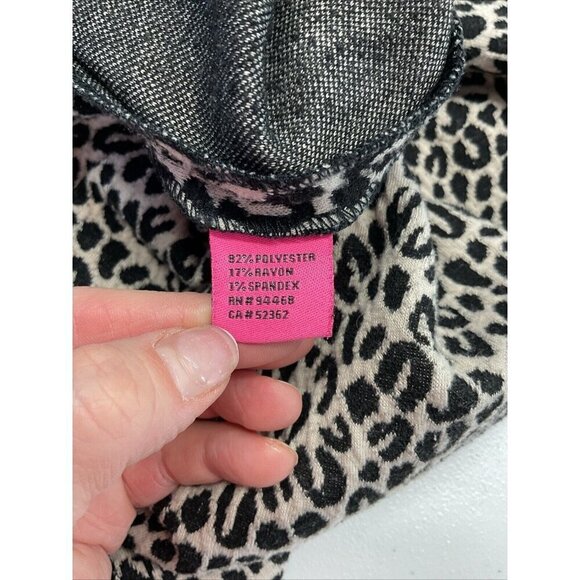 82% POLYESTER
17% RAYON
1% SPANDEX
RN# 94468
CA# 52362